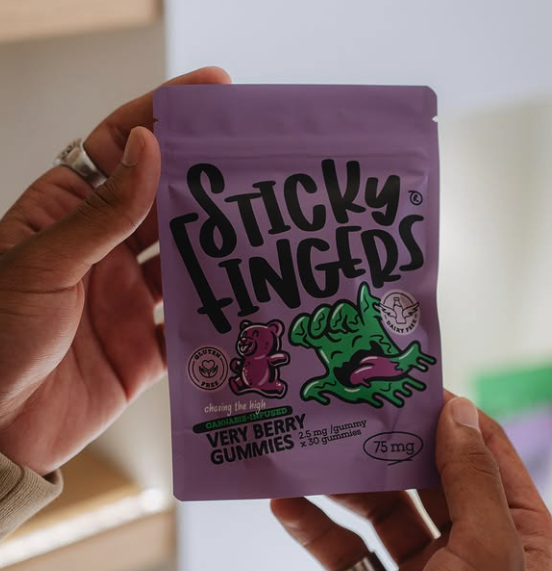 STICKY
FINGERS
®
DAIRY FREE
GLUTEN
FREE
chasing the high
CANNABIS-INFUSED
VERY BERRY
GUMMIES
2.5 mg /gummy
x 30 gummies
75 mg